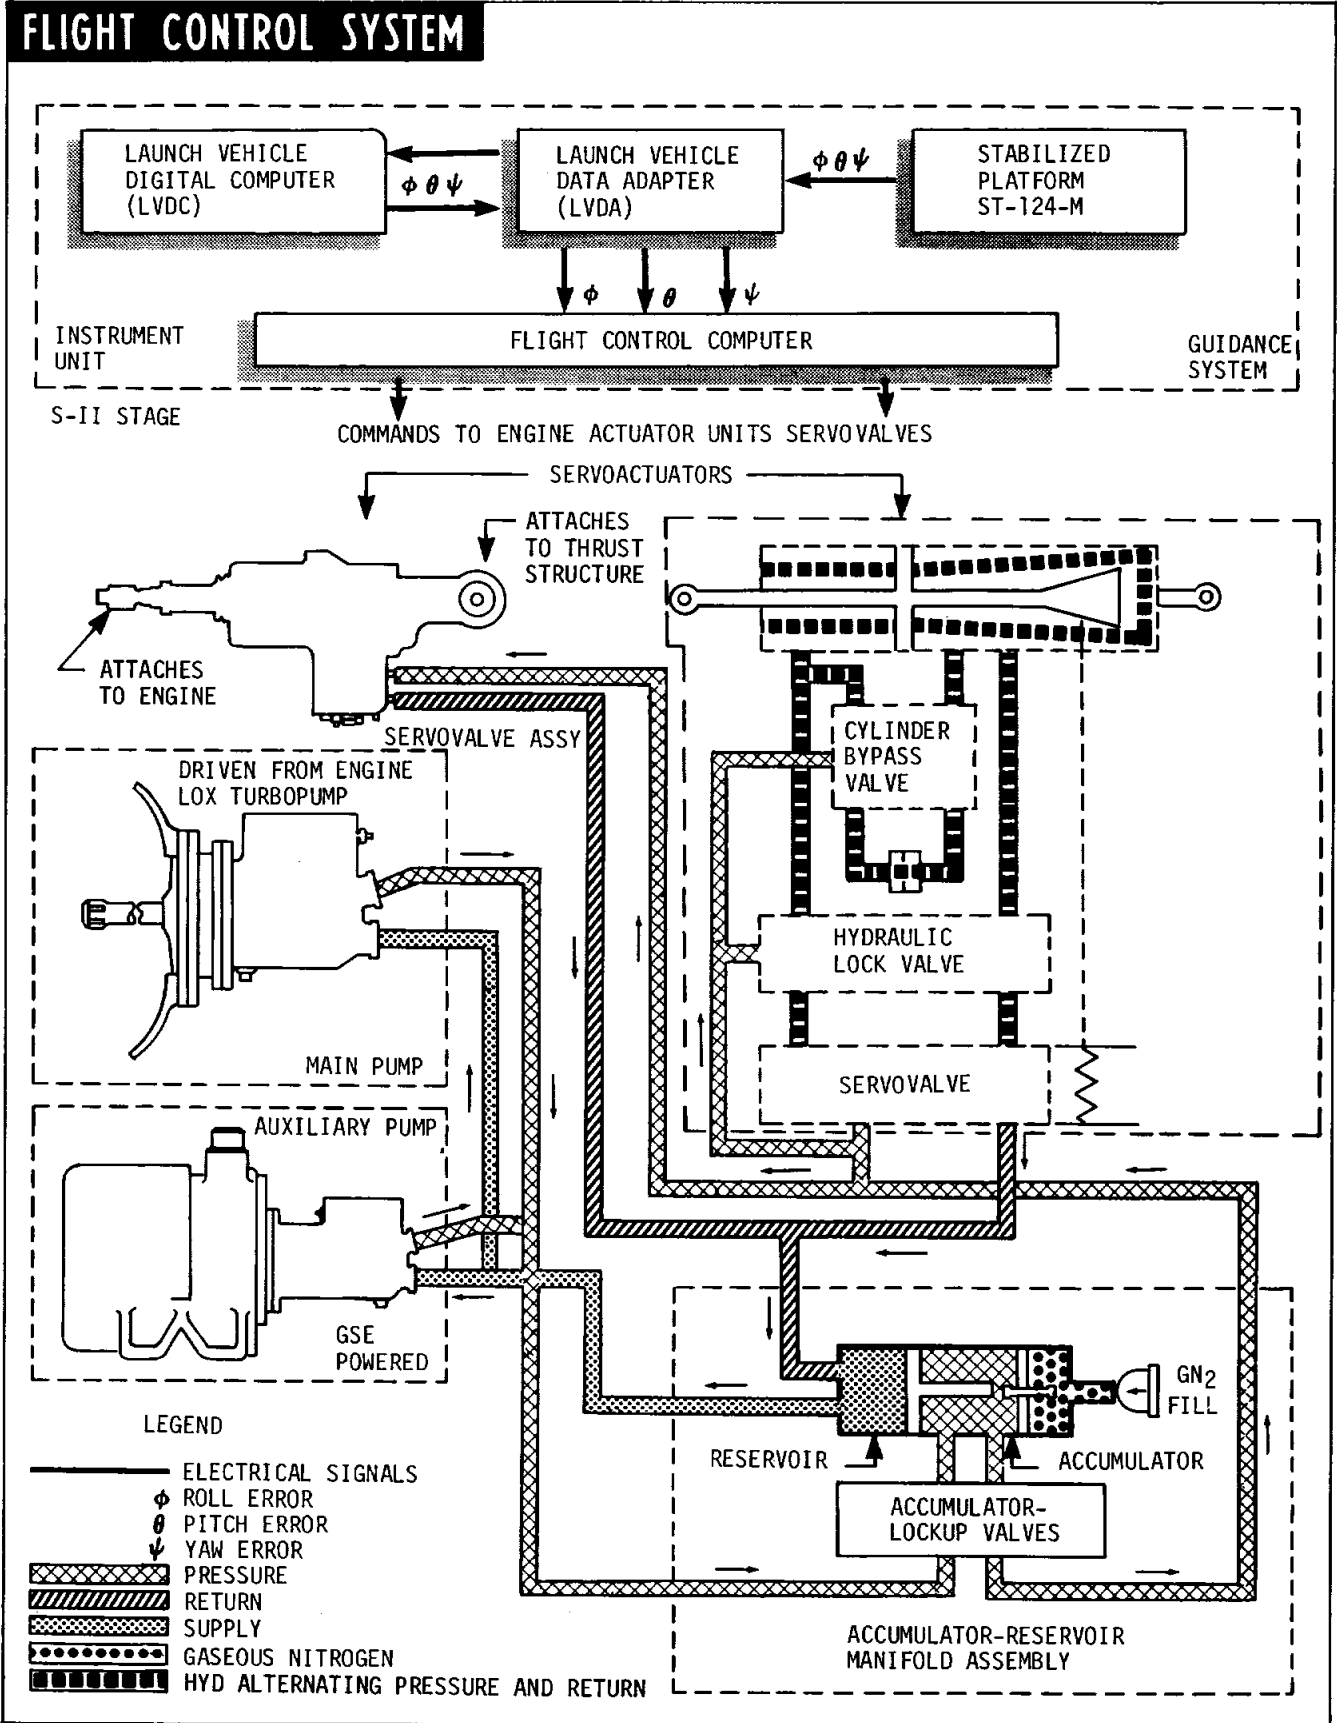 FLIGHT CONTROL SYSTEM
LAUNCH VEHICLE
DIGITAL COMPUTER
(LVDC)
ϕ θ ψ
LAUNCH VEHICLE
DATA ADAPTER
(LVDA)
ϕ θ ψ
STABILIZED
PLATFORM
ST-124-M
ϕ
θ
ψ
INSTRUMENT
UNIT
FLIGHT CONTROL COMPUTER
GUIDANCE
SYSTEM
S-II STAGE
COMMANDS TO ENGINE ACTUATOR UNITS SERVOVALVES
SERVOACTUATORS
ATTACHES
TO THRUST
STRUCTURE
ATTACHES
TO ENGINE
SERVOVALVE ASSY
CYLINDER
BYPASS
VALVE
DRIVEN FROM ENGINE
LOX TURBOPUMP
HYDRAULIC
LOCK VALVE
MAIN PUMP
SERVOVALVE
AUXILIARY PUMP
GSE
POWERED
GN2
FILL
RESERVOIR
ACCUMULATOR
ACCUMULATOR-
LOCKUP VALVES
ACCUMULATOR-RESERVOIR
MANIFOLD ASSEMBLY
LEGEND
ELECTRICAL SIGNALS
ϕ ROLL ERROR
θ PITCH ERROR
ψ YAW ERROR
PRESSURE
RETURN
SUPPLY
GASEOUS NITROGEN
HYD ALTERNATING PRESSURE AND RETURN